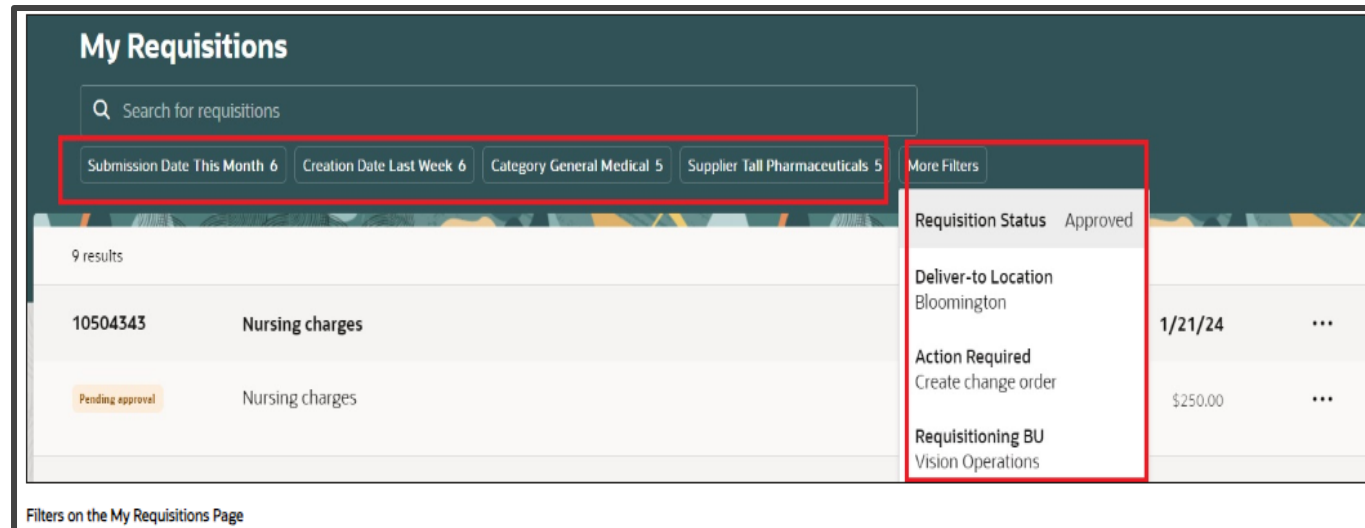 My Requisitions
Search for requisitions
Submission Date This Month 6 Creation Date Last Week 6 Category General Medical 5 Supplier Tall Pharmaceuticals 5 More Filters
Requisition Status Approved
9 results
Deliver-to Location
Bloomington
10504343 Nursing charges 1/21/24 ...
Action Required
Create change order
Pending approval Nursing charges $250.00 ...
Requisitioning BU
Vision Operations
Filters on the My Requisitions Page